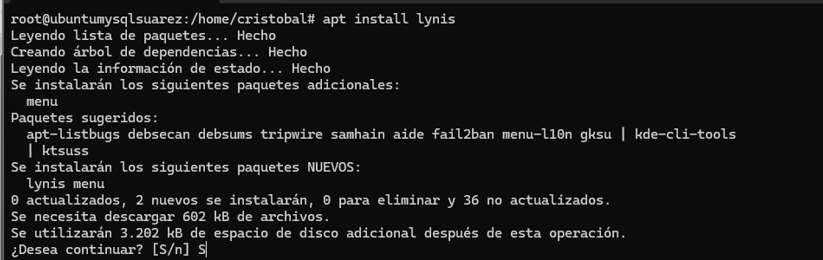 root@ubuntumysqlsuarez:/home/cristobal# apt install lynis
Leyendo lista de paquetes... Hecho
Creando árbol de dependencias... Hecho
Leyendo la información de estado... Hecho
Se instalarán los siguientes paquetes adicionales:
  menu
Paquetes sugeridos:
  apt-listbugs debsecan debsums tripwire samhain aide fail2ban menu-l10n gksu | kde-cli-tools
  | ktsuss
Se instalarán los siguientes paquetes NUEVOS:
  lynis menu
0 actualizados, 2 nuevos se instalarán, 0 para eliminar y 36 no actualizados.
Se necesita descargar 602 kB de archivos.
Se utilizarán 3.202 kB de espacio de disco adicional después de esta operación.
¿Desea continuar? [S/n] S